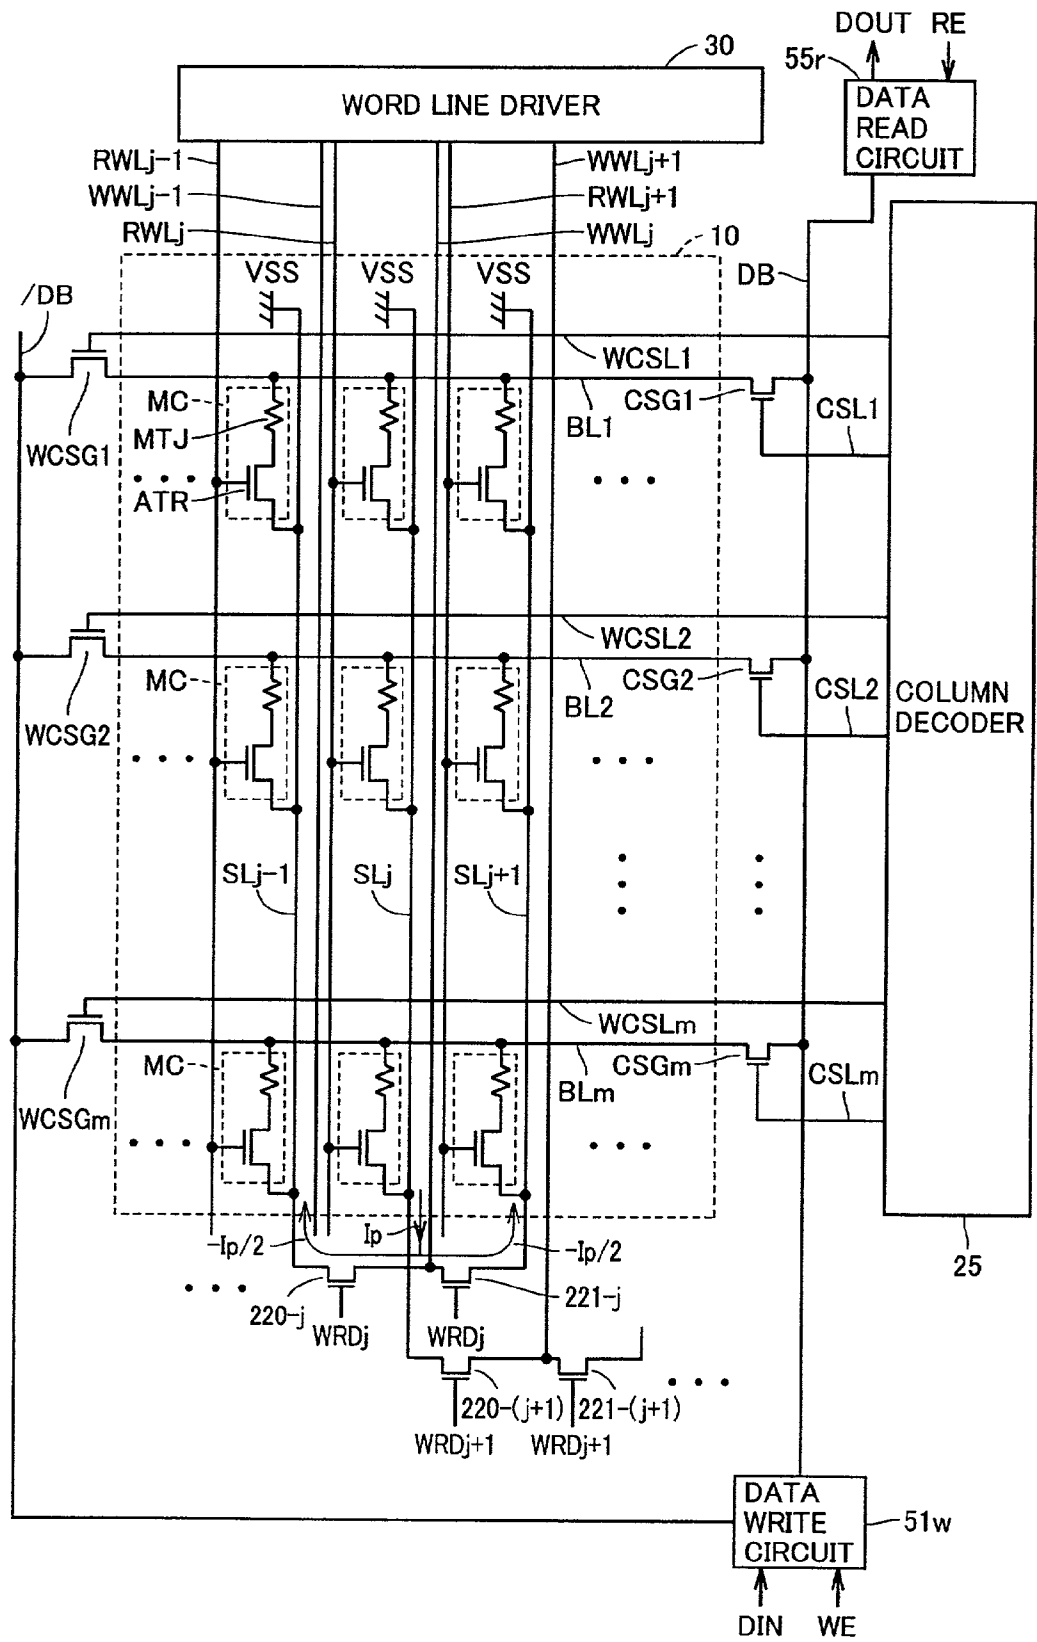 DOUT RE
30
55r
WORD LINE DRIVER
DATA
READ
CIRCUIT
RWLj-1
WWLj+1
WWLj-1
RWLj+1
RWLj
WWLj
10
VSS
VSS
VSS
DB
/DB
WCSL1
MC
CSG1
CSL1
MTJ
BL1
WCSG1
ATR
WCSL2
MC
CSG2
CSL2
BL2
WCSG2
COLUMN
DECODER
SLj-1
SLj
SLj+1
WCSLm
MC
CSGm
CSLm
BLm
WCSGm
-Ip/2
Ip
-Ip/2
25
220-j
221-j
WRDj
WRDj
220-(j+1)
221-(j+1)
WRDj+1
WRDj+1
DATA
WRITE
CIRCUIT
51w
DIN
WE